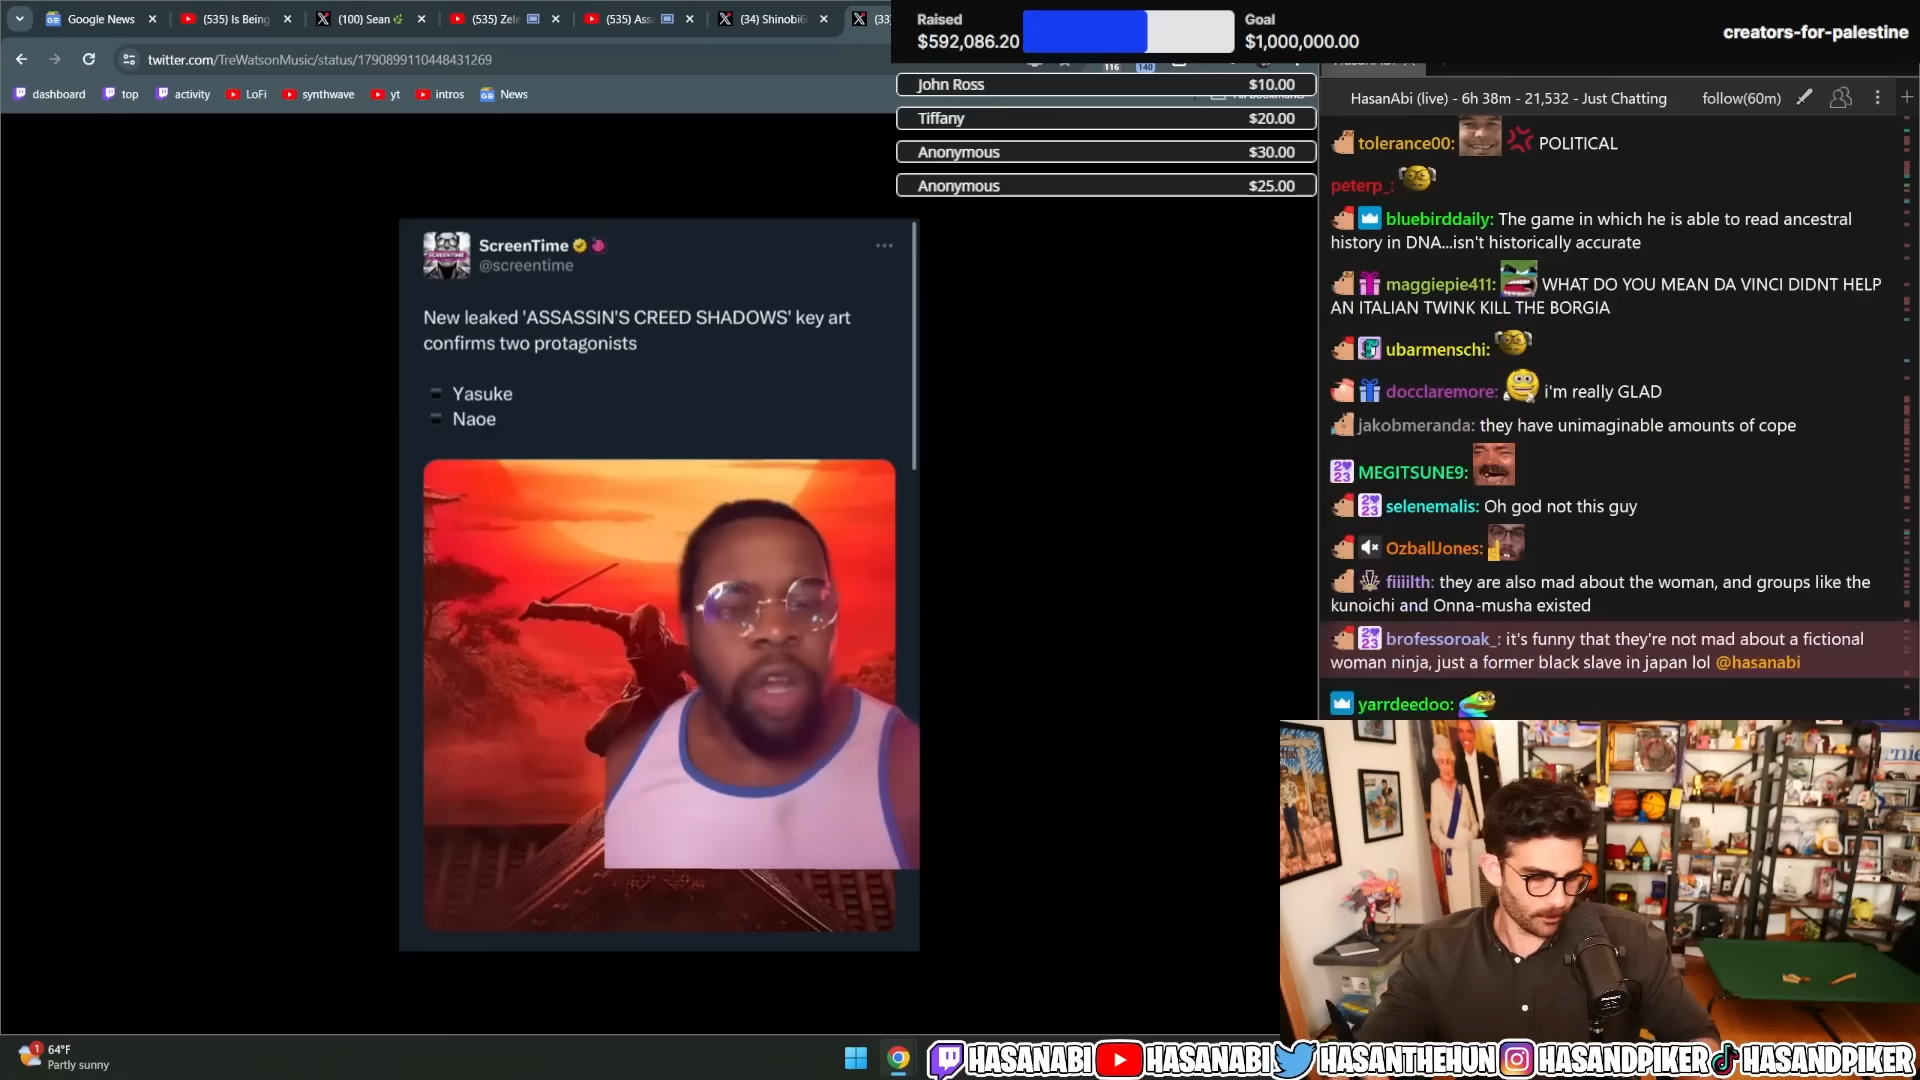 (535) Is Being
(100) Sean
(535) Zele
(535) Ass
(34) Shinobi6
(33)
Google News
twitter.com/TreWatsonMusic/status/1790899110448431269
dashboard
top
activity
LoFi
synthwave
yt
intros
News
116
140
Raised
$592,086.20
Goal
$1,000,000.00
creators-for-palestine
John Ross $10.00
Tiffany $20.00
Anonymous $30.00
Anonymous $25.00
ScreenTime
@screentime
New leaked 'ASSASSIN'S CREED SHADOWS' key art
confirms two protagonists
Yasuke
Naoe
HasanAbi (live) - 6h 38m - 21,532 - Just Chatting
follow(60m)
tolerance00: POLITICAL
peterp_:
bluebirddaily: The game in which he is able to read ancestral
history in DNA...isn't historically accurate
maggiepie411: WHAT DO YOU MEAN DA VINCI DIDNT HELP
AN ITALIAN TWINK KILL THE BORGIA
ubarmenschi:
docclaremore: i'm really GLAD
jakobmeranda: they have unimaginable amounts of cope
MEGITSUNE9:
selenemalis: Oh god not this guy
OzballJones:
fiiiilth: they are also mad about the woman, and groups like the
kunoichi and Onna-musha existed
brofessoroak_: it's funny that they're not mad about a fictional
woman ninja, just a former black slave in japan lol @hasanabi
yarrdeedoo:
1
64°F
Partly sunny
HASANABI HASANABI HASANTHEHUN HASANDPIKER HASANDPIKER